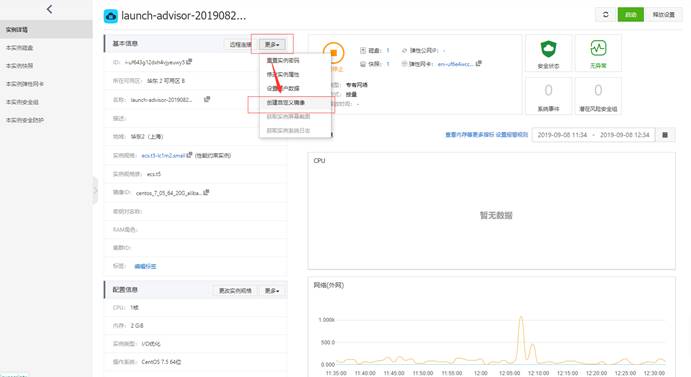 launch-advisor-2019082...
启动
释放设置
实例详情
本实例磁盘
本实例快照
本实例弹性网卡
本实例安全组
本实例安全防护
基本信息
远程连接
更多
ID:
所在可用区: 华东 2 可用区 B
名称: launch-advisor-2019082...
描述:
地域: 华东2（上海）
实例规格: ecs.t5-lc1m2.small (性能约束实例)
实例规格族: ecs.t5
镜像ID: centos_7_05_64_20G_aliba...
密钥对名称:
RAM角色:
集群ID:
标签: 编辑标签
重置实例密码
修改实例属性
设置用户数据
创建自定义镜像
获取实例屏幕截图
获取实例系统日志
磁盘: 1
弹性公网IP: -
快照: 1
弹性网卡:
专有网络
按量
安全状态
无异常
0
系统事件
0
潜在风险安全组
查看内存等更多指标 设置报警规则
2019-09-08 11:34 - 2019-09-08 12:34
CPU
暂无数据
配置信息
更改实例规格
更多
CPU: 1核
内存: 2 GiB
实例类型: I/O优化
操作系统: CentOS 7.5 64位
网络(外网)
1.000k
500.0
0.0
11:35:00 11:40:00 11:45:00 11:50:00 11:55:00 12:00:00 12:05:00 12:10:00 12:15:00 12:20:00 12:25:00 12:30:00